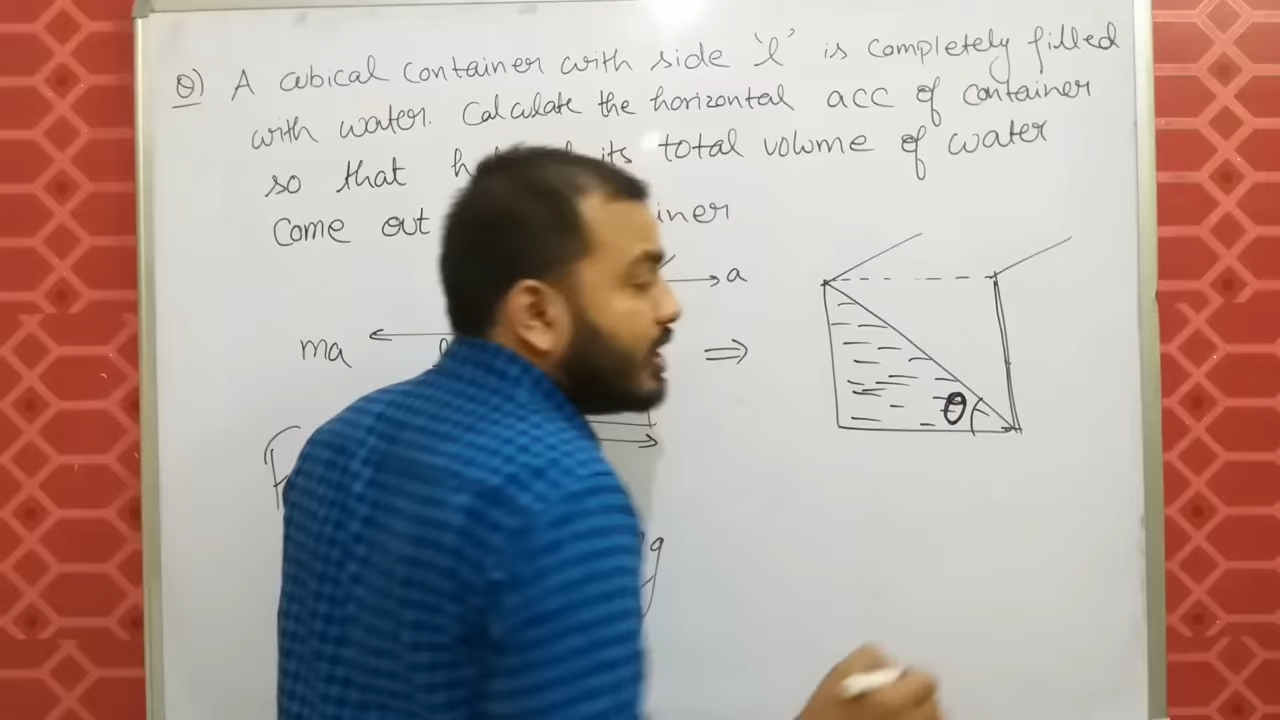 Q) A cubical container with side 'l' is completely filled
with water. Calculate the horizontal acc of container
so that its total volume of water
Come out
a
ma
⇒
θ
g